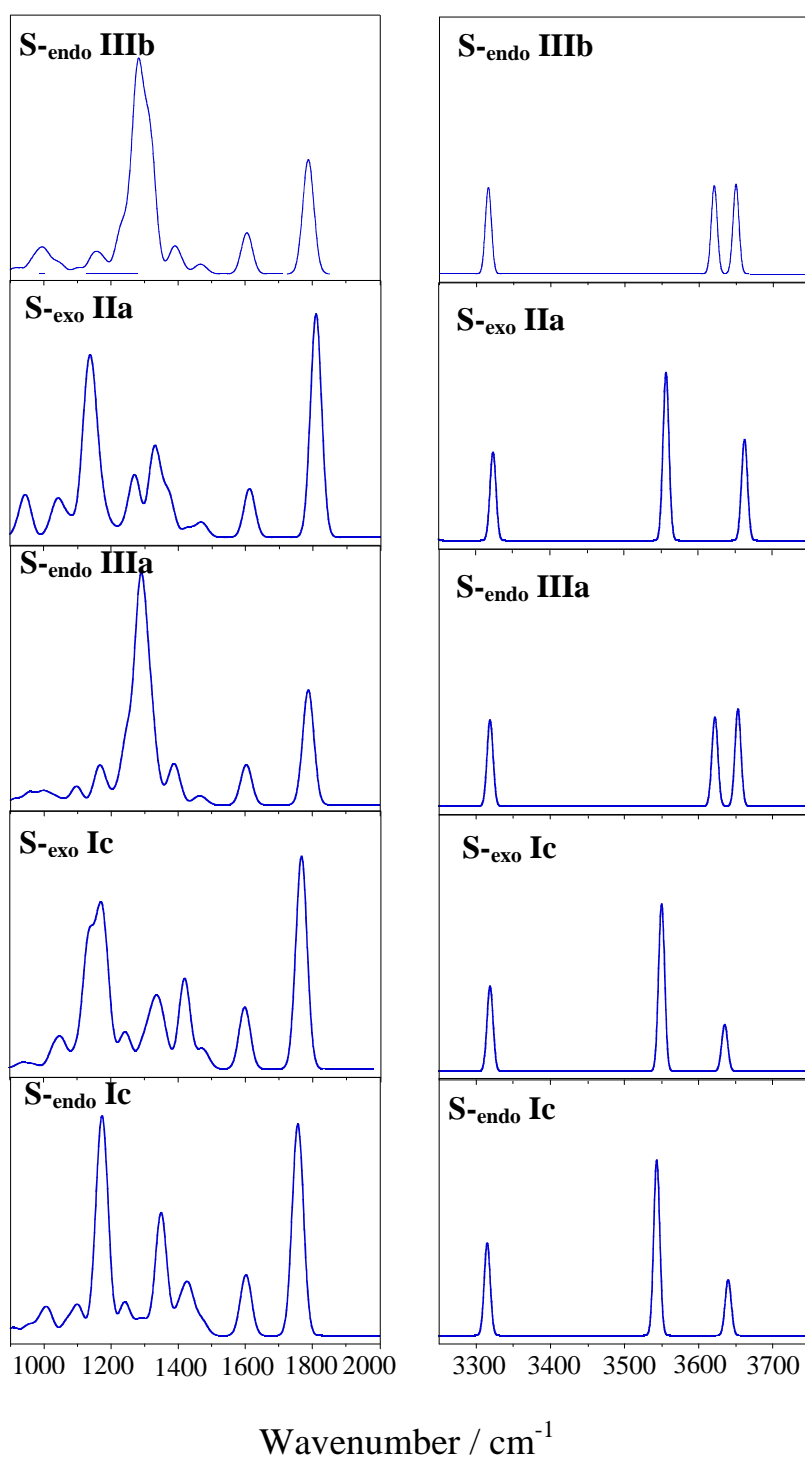 S-endo IIIb
S-endo IIIb
S-exo IIa
S-exo IIa
S-endo IIIa
S-endo IIIa
S-exo Ic
S-exo Ic
S-endo Ic
S-endo Ic
1000 1200 1400 1600 1800 2000
3300 3400 3500 3600 3700
Wavenumber / cm-1